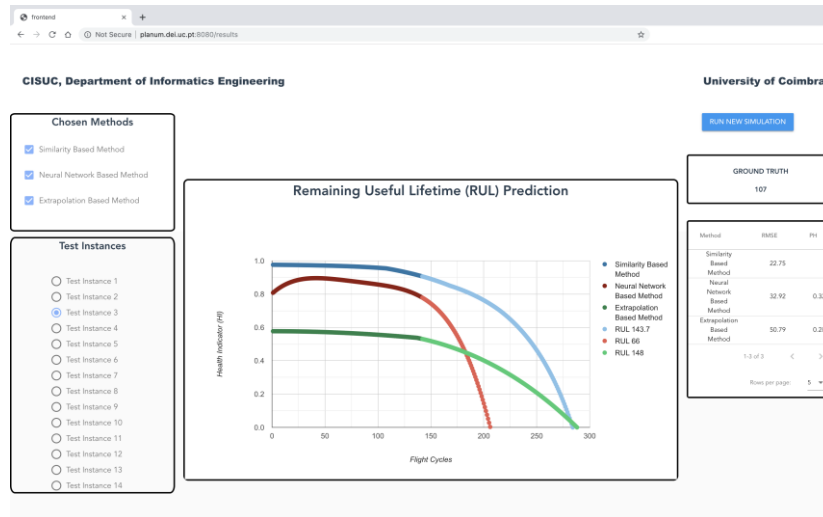 frontend
Not Secure | planum.dei.uc.pt:8080/results
CISUC, Department of Informatics Engineering
University of Coimbra
Chosen Methods
Similarity Based Method
Neural Network Based Method
Extrapolation Based Method
Test Instances
Test Instance 1
Test Instance 2
Test Instance 3
Test Instance 4
Test Instance 5
Test Instance 6
Test Instance 7
Test Instance 8
Test Instance 9
Test Instance 10
Test Instance 11
Test Instance 12
Test Instance 13
Test Instance 14
Remaining Useful Lifetime (RUL) Prediction
Health Indicator (HI)
1.0
0.8
0.6
0.4
0.2
0.0
0 50 100 150 200 250 300
Flight Cycles
Similarity Based
Method
Neural Network
Based Method
Extrapolation
Based Method
RUL 143.7
RUL 66
RUL 148
RUN NEW SIMULATION
GROUND TRUTH
107
Method RMSE PH
Similarity
Based 22.75
Method
Neural
Network 32.92
Based
Method
Extrapolation
Based 50.79
Method
1-3 of 3
Rows per page: 5